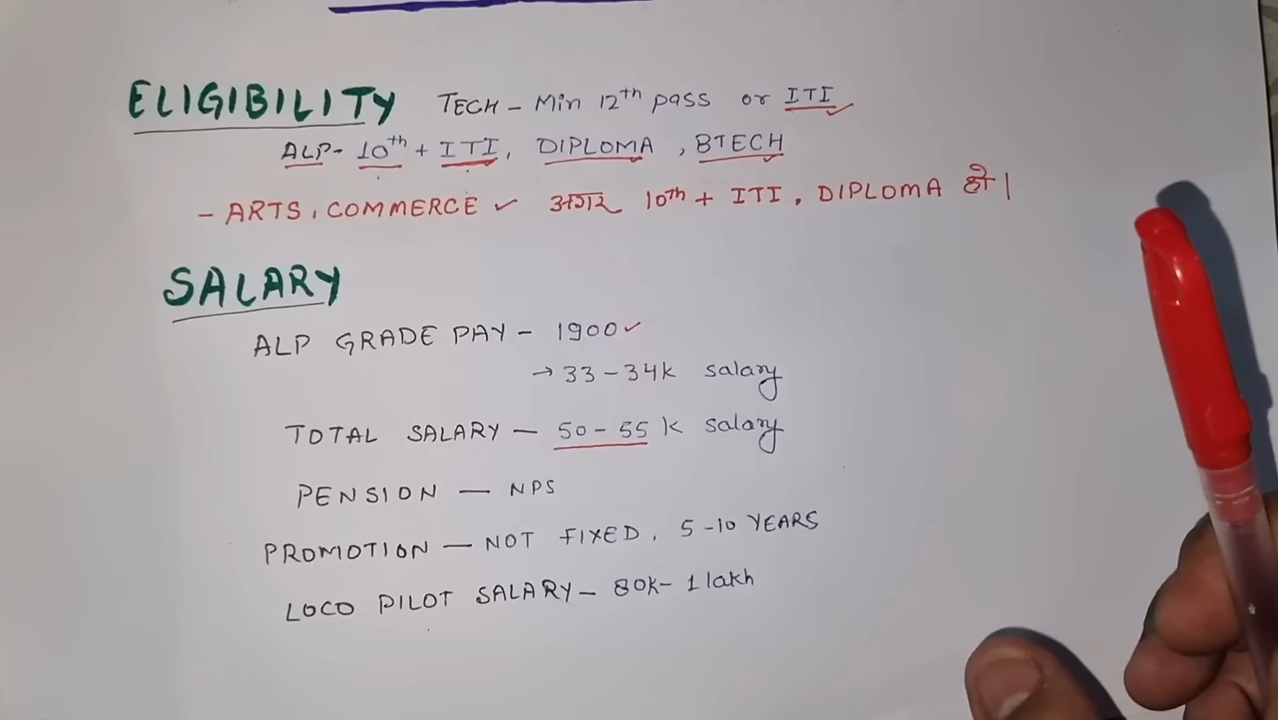 ELIGIBILITY TECH - Min 12th pass or ITI
ALP- 10th + ITI, DIPLOMA, BTECH
- ARTS, COMMERCE ✓ अगर 10th + ITI, DIPLOMA हो।
SALARY
ALP GRADE PAY - 1900 ✓
→ 33-34k salary
TOTAL SALARY - 50-55 k salary
PENSION - NPS
PROMOTION - NOT FIXED, 5-10 YEARS
LOCO PILOT SALARY - 80k- 1 lakh